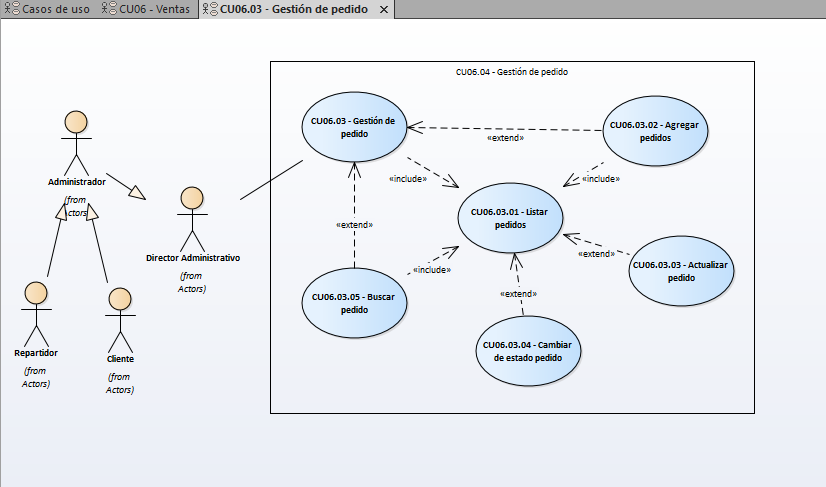 Casos de uso
CU06 - Ventas
CU06.03 - Gestión de pedido
CU06.04 - Gestión de pedido
CU06.03 - Gestión de
pedido
CU06.03.02 - Agregar
pedidos
«extend»
«include»
«include»
Administrador
(from
Actors)
CU06.03.01 - Listar
pedidos
«extend»
Director Administrativo
(from
Actors)
«extend»
«include»
CU06.03.03 - Actualizar
pedido
CU06.03.05 - Buscar
pedido
«extend»
Repartidor
(from
Actors)
Cliente
(from
Actors)
CU06.03.04 - Cambiar
de estado pedido